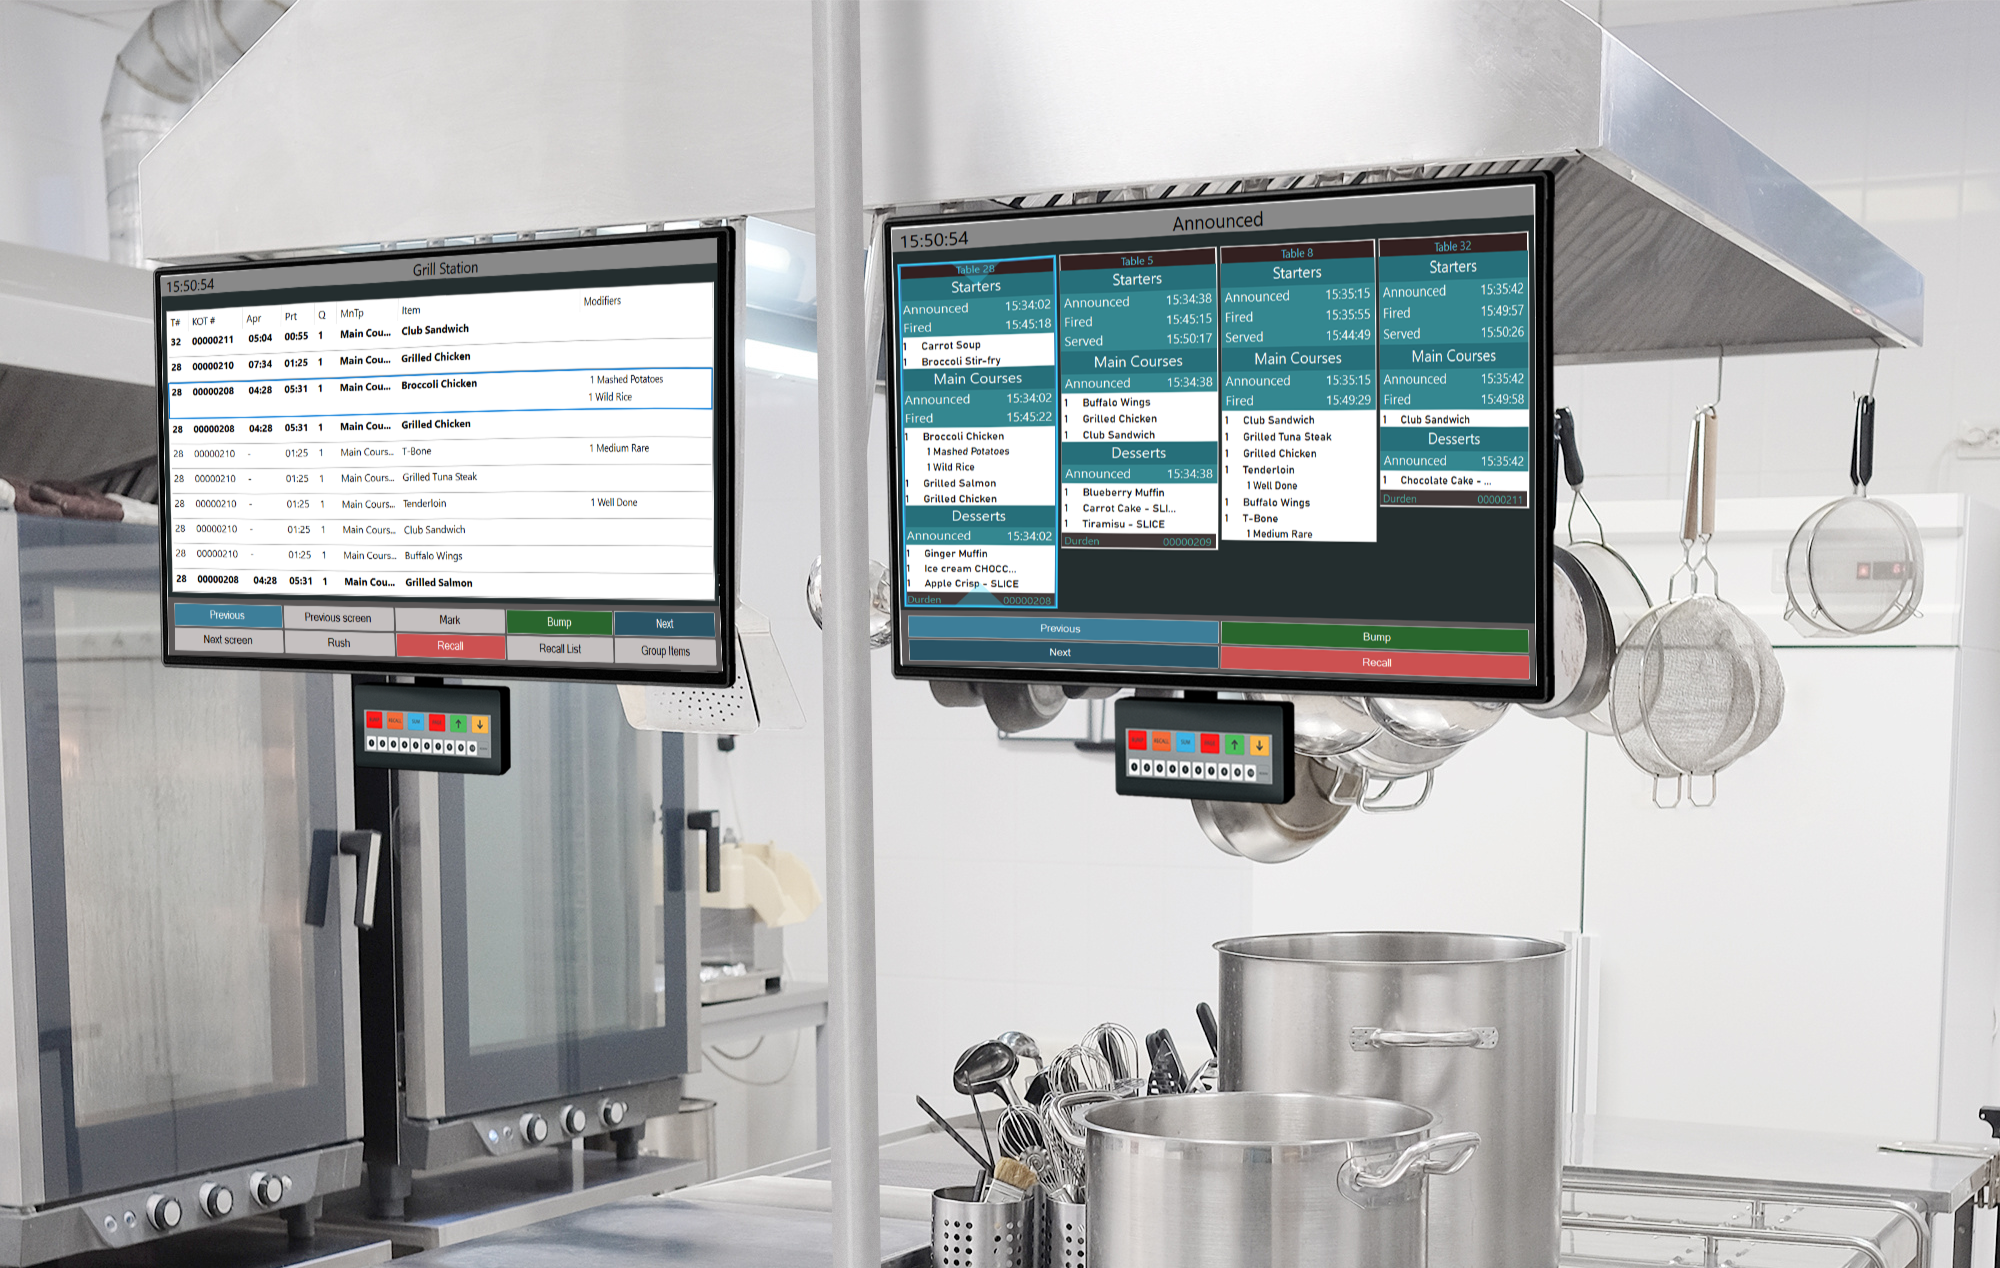 15:50:54
Grill Station
T# KOT # Apr Prt Q MnTp Item Modifiers
32 00000211 05:04 00:55 1 Main Cou... Club Sandwich
28 00000210 07:34 01:25 1 Main Cou... Grilled Chicken
28 00000208 04:28 05:31 1 Main Cou... Broccoli Chicken 1 Mashed Potatoes
1 Wild Rice
28 00000208 04:28 05:31 1 Main Cou... Grilled Chicken
28 00000210 - 01:25 1 Main Cours... T-Bone 1 Medium Rare
28 00000210 - 01:25 1 Main Cours... Grilled Tuna Steak
28 00000210 - 01:25 1 Main Cours... Tenderloin 1 Well Done
28 00000210 - 01:25 1 Main Cours... Club Sandwich
28 00000210 - 01:25 1 Main Cours... Buffalo Wings
28 00000208 04:28 05:31 1 Main Cou... Grilled Salmon
Previous Previous screen Mark Bump Next
Next screen Rush Recall Recall List Group Items
15:50:54
Announced
Table 28
Starters
Announced 15:34:02
Fired 15:45:18
1 Carrot Soup
1 Broccoli Stir-fry
Main Courses
Announced 15:34:02
Fired 15:45:22
1 Broccoli Chicken
1 Mashed Potatoes
1 Wild Rice
1 Grilled Salmon
1 Grilled Chicken
Desserts
Announced 15:34:02
1 Ginger Muffin
1 Ice cream CHOCC...
1 Apple Crisp - SLICE
Durden 00000208
Table 5
Starters
Announced 15:34:38
Fired 15:45:15
Served 15:50:17
Main Courses
Announced 15:34:38
1 Buffalo Wings
1 Grilled Chicken
1 Club Sandwich
Desserts
Announced 15:34:38
1 Blueberry Muffin
1 Carrot Cake - SLI...
1 Tiramisu - SLICE
Durden 00000209
Table 8
Starters
Announced 15:35:15
Fired 15:35:55
Served 15:44:49
Main Courses
Announced 15:35:15
Fired 15:49:29
1 Club Sandwich
1 Grilled Tuna Steak
1 Grilled Chicken
1 Tenderloin
1 Well Done
1 Buffalo Wings
1 T-Bone
1 Medium Rare
Table 32
Starters
Announced 15:35:42
Fired 15:49:57
Served 15:50:26
Main Courses
Announced 15:35:42
Fired 15:49:58
1 Club Sandwich
Desserts
Announced 15:35:42
1 Chocolate Cake - ...
Durden 00000211
Previous Bump
Next Recall
RECALL
RECALL